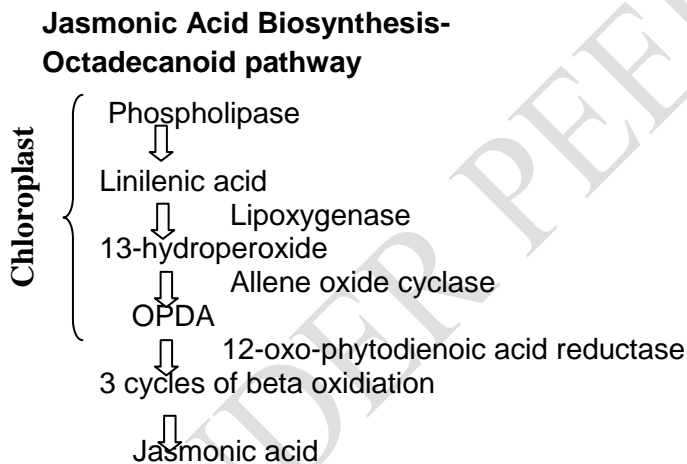 Jasmonic Acid Biosynthesis-
Octadecanoid pathway
Chloroplast
Phospholipase
Linilenic acid
Lipoxygenase
13-hydroperoxide
Allene oxide cyclase
OPDA
12-oxo-phytodienoic acid reductase
3 cycles of beta oxidiation
Jasmonic acid